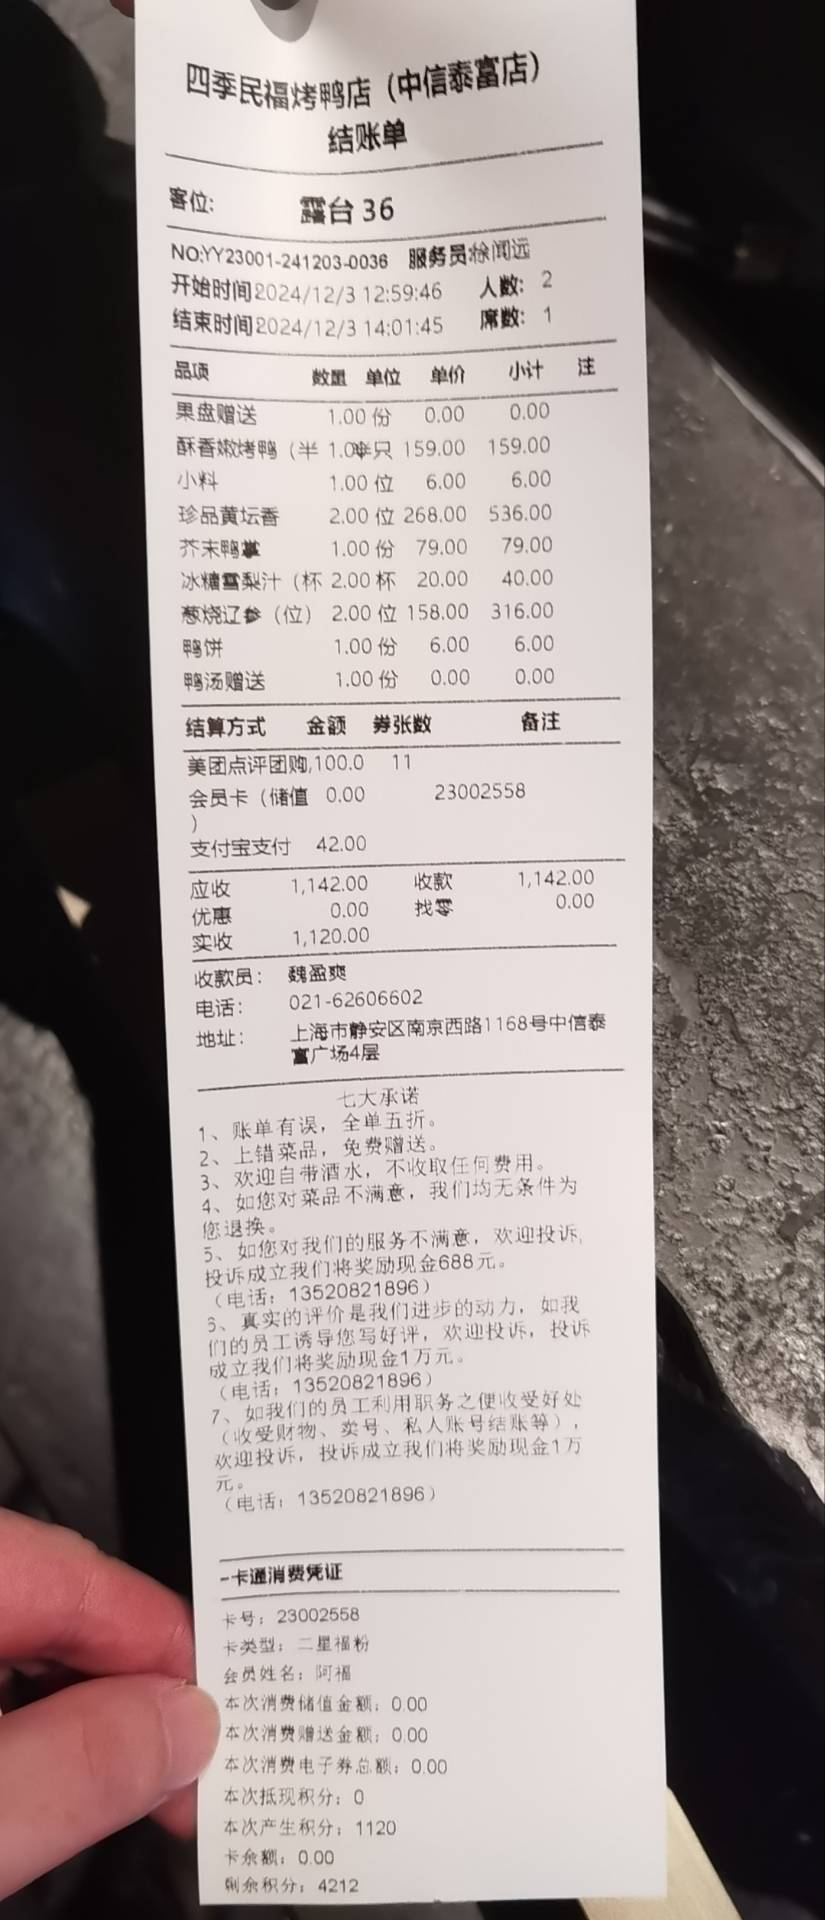 四季民福烤鸭店（中信泰富店）
结账单
客位: 露台 36
NO:YY23001-241203-0036 服务员:徐闻远
开始时间2024/12/3 12:59:46 人数: 2
结束时间2024/12/3 14:01:45 席数: 1
品项 数量 单位 单价 小计 注
果盘赠送 1.00 份 0.00 0.00
酥香嫩烤鸭（半 1.00 半只 159.00 159.00
小料 1.00 位 6.00 6.00
珍品黄坛香 2.00 位 268.00 536.00
芥末鸭掌 1.00 份 79.00 79.00
冰糖雪梨汁（杯 2.00 杯 20.00 40.00
葱烧辽参（位） 2.00 位 158.00 316.00
鸭饼 1.00 份 6.00 6.00
鸭汤赠送 1.00 份 0.00 0.00
结算方式 金额 券张数 备注
美团点评团购,100.0 11
会员卡（储值 0.00 23002558
）
支付宝支付 42.00
应收 1,142.00 收款 1,142.00
优惠 0.00 找零 0.00
实收 1,120.00
收款员: 魏盈爽
电话: 021-62606602
地址: 上海市静安区南京西路1168号中信泰
富广场4层
七大承诺
1、账单有误，全单五折。
2、上错菜品，免费赠送。
3、欢迎自带酒水，不收取任何费用。
4、如您对菜品不满意，我们均无条件为
您退换。
5、如您对我们的服务不满意，欢迎投诉,
投诉成立我们将奖励现金688元。
（电话：13520821896）
6、真实的评价是我们进步的动力，如我
们的员工诱导您写好评，欢迎投诉，投诉
成立我们将奖励现金1万元。
（电话：13520821896）
7、如我们的员工利用职务之便收受好处
（收受财物、卖号、私人账号结账等），
欢迎投诉，投诉成立我们将奖励现金1万
元。
（电话：13520821896）
一卡通消费凭证
卡号：23002558
卡类型：二星福粉
会员姓名：阿福
本次消费储值金额：0.00
本次消费赠送金额：0.00
本次消费电子券总额：0.00
本次抵现积分：0
本次产生积分：1120
卡余额：0.00
剩余积分：4212